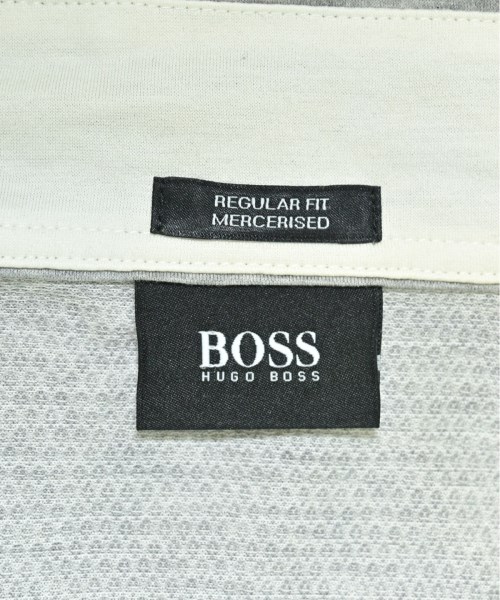 REGULAR FIT
MERCERISED
BOSS
HUGO BOSS